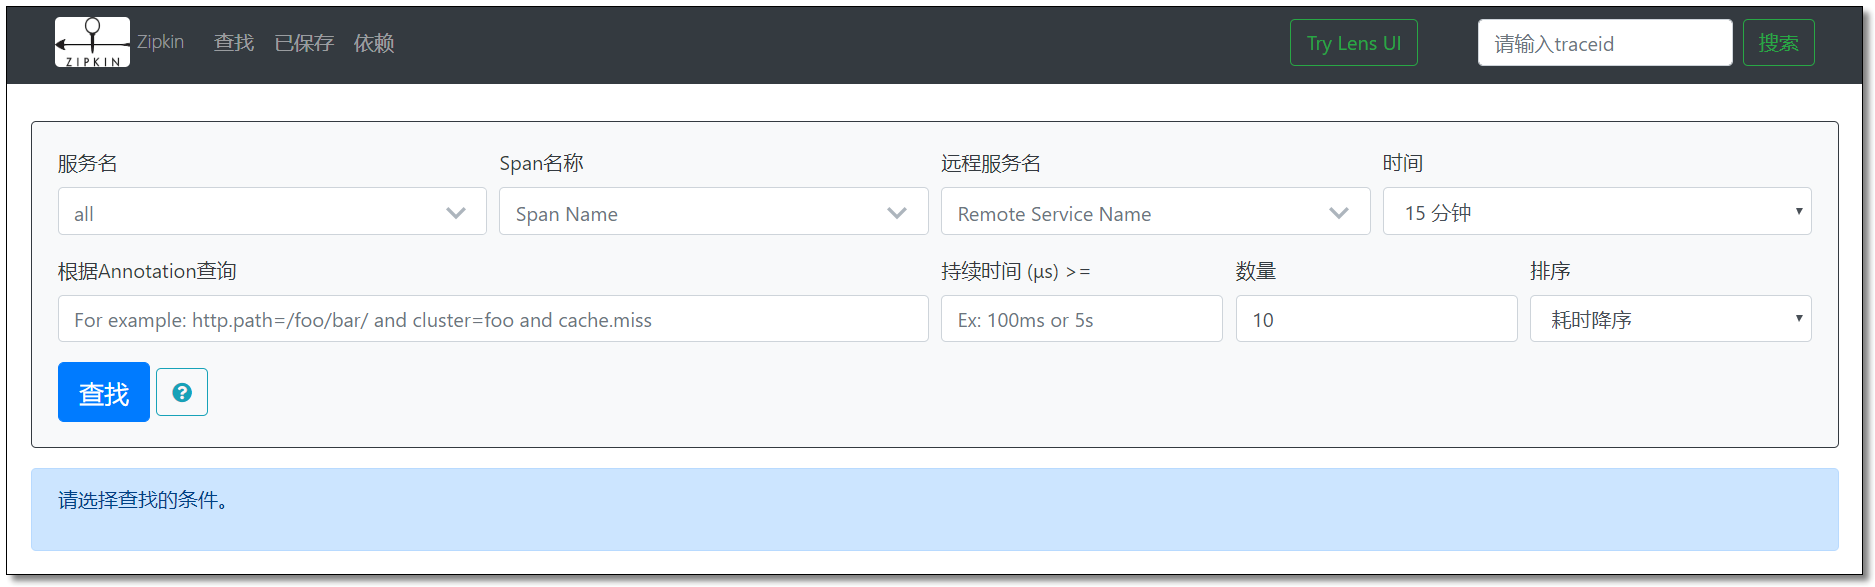 ZIPKIN Zipkin 查找 已保存 依赖 Try Lens UI 请输入traceid 搜索
服务名 Span名称 远程服务名 时间
all Span Name Remote Service Name 15 分钟
根据Annotation查询 持续时间 (μs) >= 数量 排序
For example: http.path=/foo/bar/ and cluster=foo and cache.miss Ex: 100ms or 5s 10 耗时降序
查找 ?
请选择查找的条件。